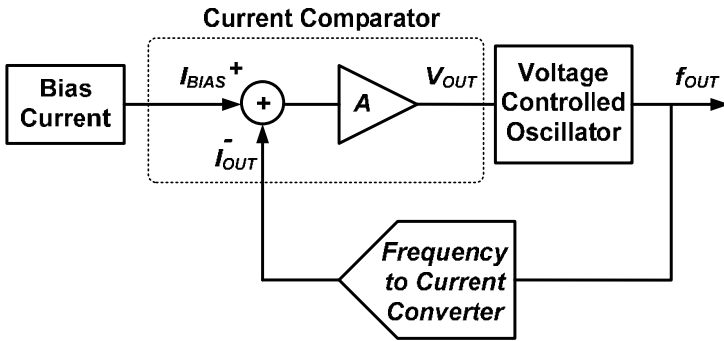 Current Comparator
Bias
Current
I_BIAS +
+
A
V_OUT
Voltage
Controlled
Oscillator
f_OUT
-
I_OUT
Frequency
to Current
Converter